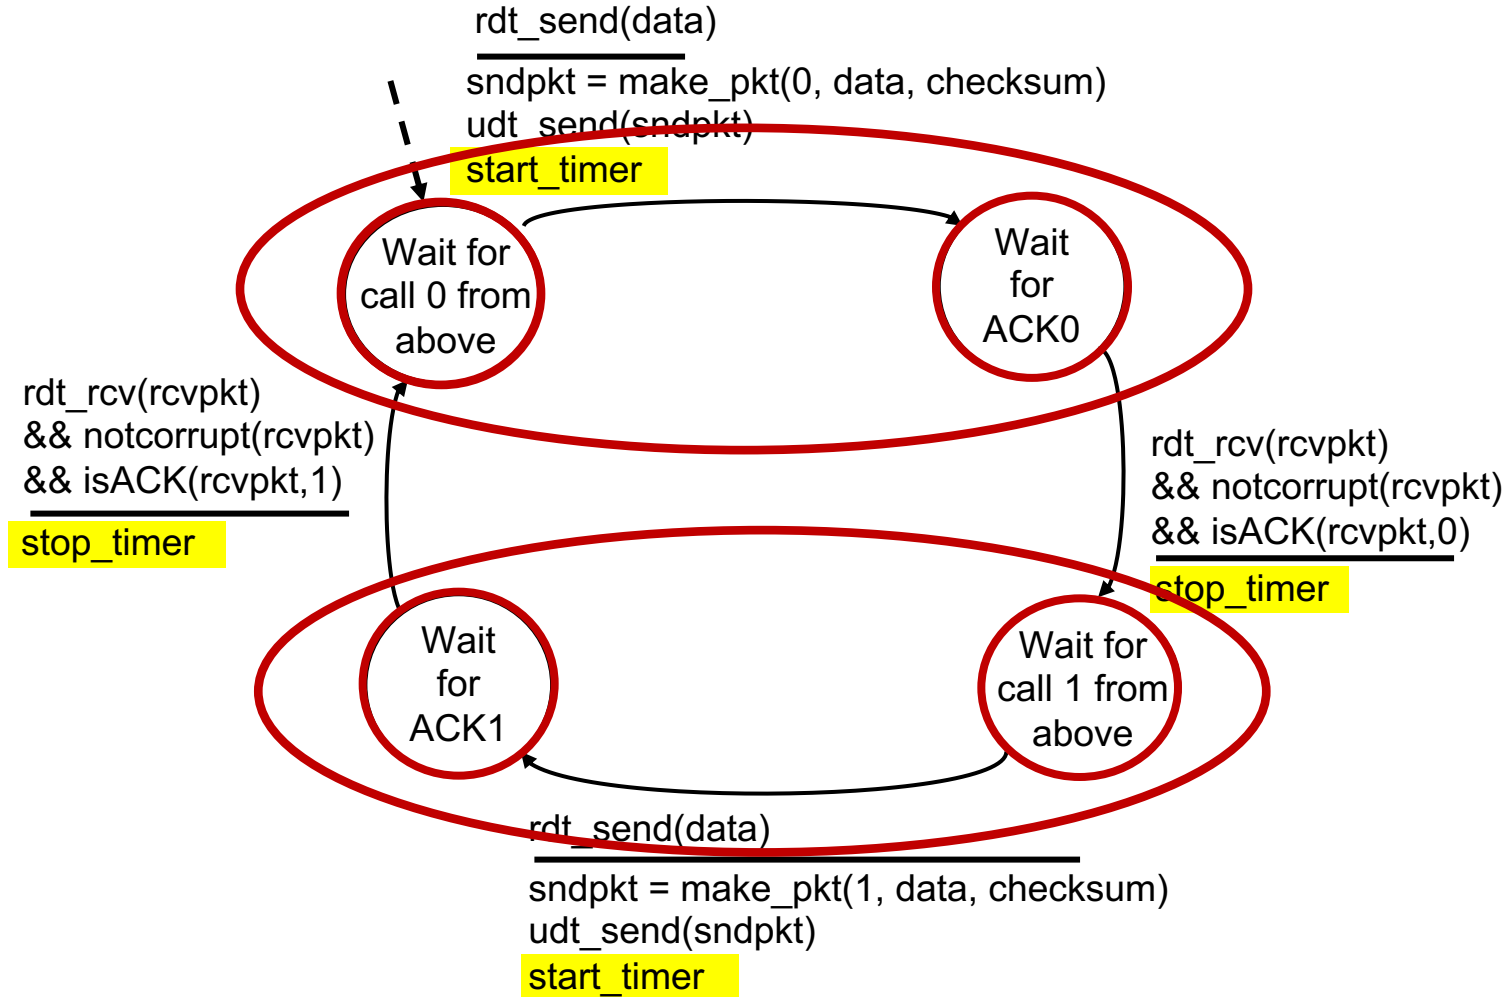 rdt_send(data)
sndpkt = make_pkt(0, data, checksum)
udt_send(sndpkt)
start_timer
Wait for
call 0 from
above
Wait
for
ACK0
rdt_rcv(rcvpkt)
&& notcorrupt(rcvpkt)
&& isACK(rcvpkt,1)
stop_timer
rdt_rcv(rcvpkt)
&& notcorrupt(rcvpkt)
&& isACK(rcvpkt,0)
stop_timer
Wait
for
ACK1
Wait for
call 1 from
above
rdt_send(data)
sndpkt = make_pkt(1, data, checksum)
udt_send(sndpkt)
start_timer